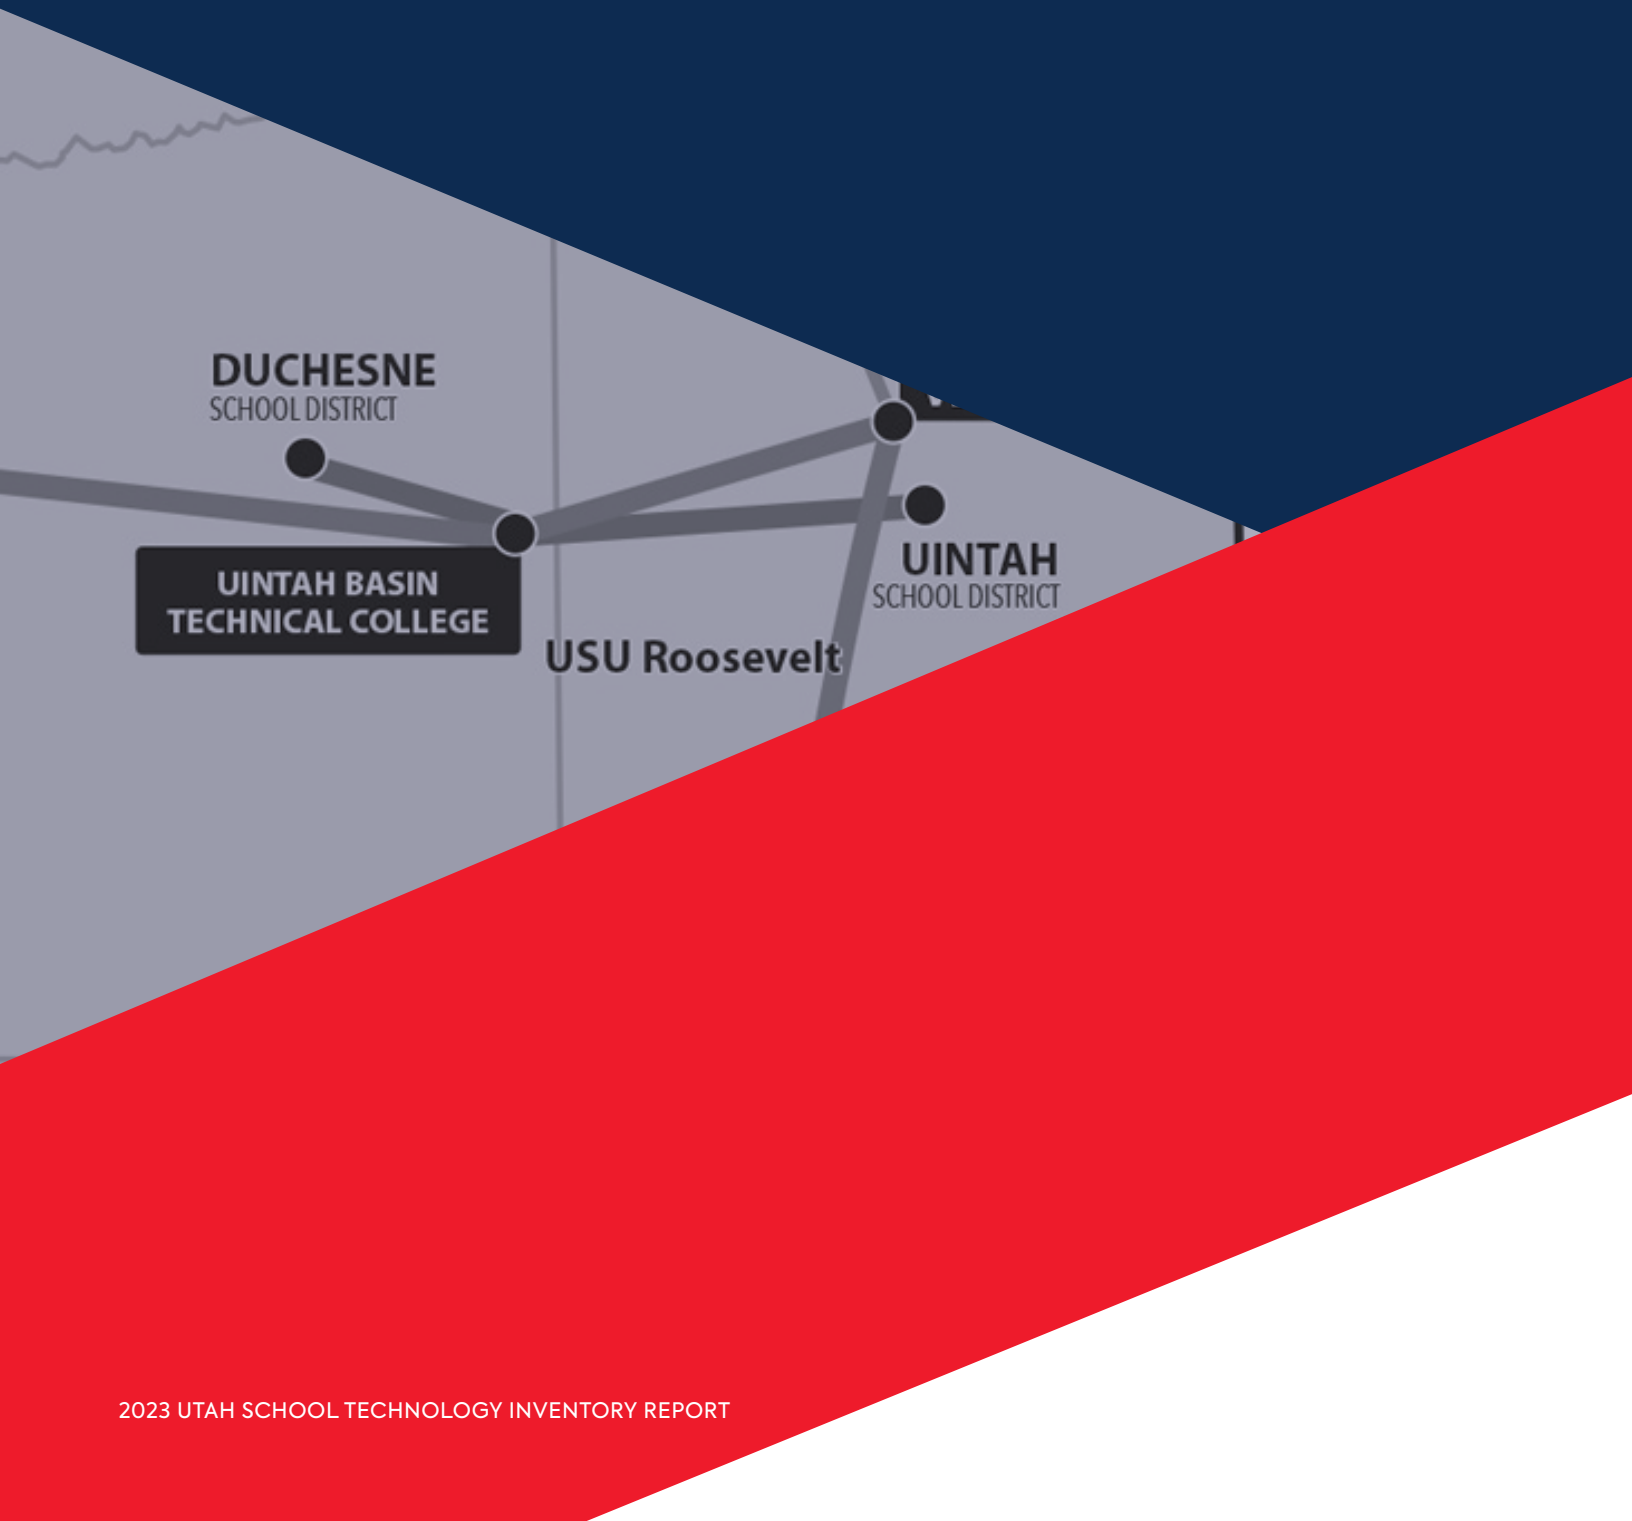 DUCHESNE
SCHOOL DISTRICT
UINTAH
SCHOOL DISTRICT
UINTAH BASIN
TECHNICAL COLLEGE
USU Roosevelt
2023 UTAH SCHOOL TECHNOLOGY INVENTORY REPORT